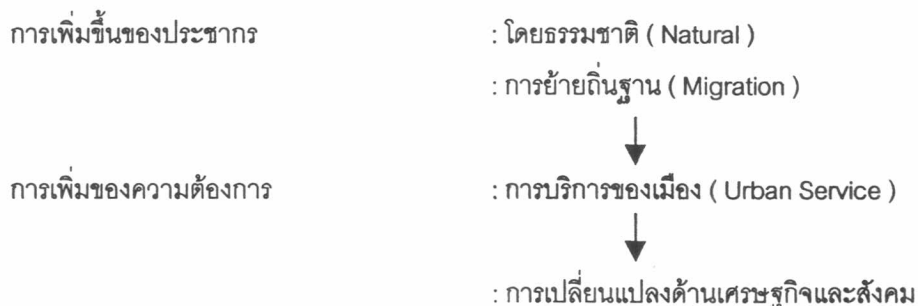 การเพิ่มขึ้นของประชากร : โดยธรรมชาติ ( Natural )
: การย้ายถิ่นฐาน ( Migration )
การเพิ่มของความต้องการ : การบริการของเมือง ( Urban Service )
: การเปลี่ยนแปลงด้านเศรษฐกิจและสังคม